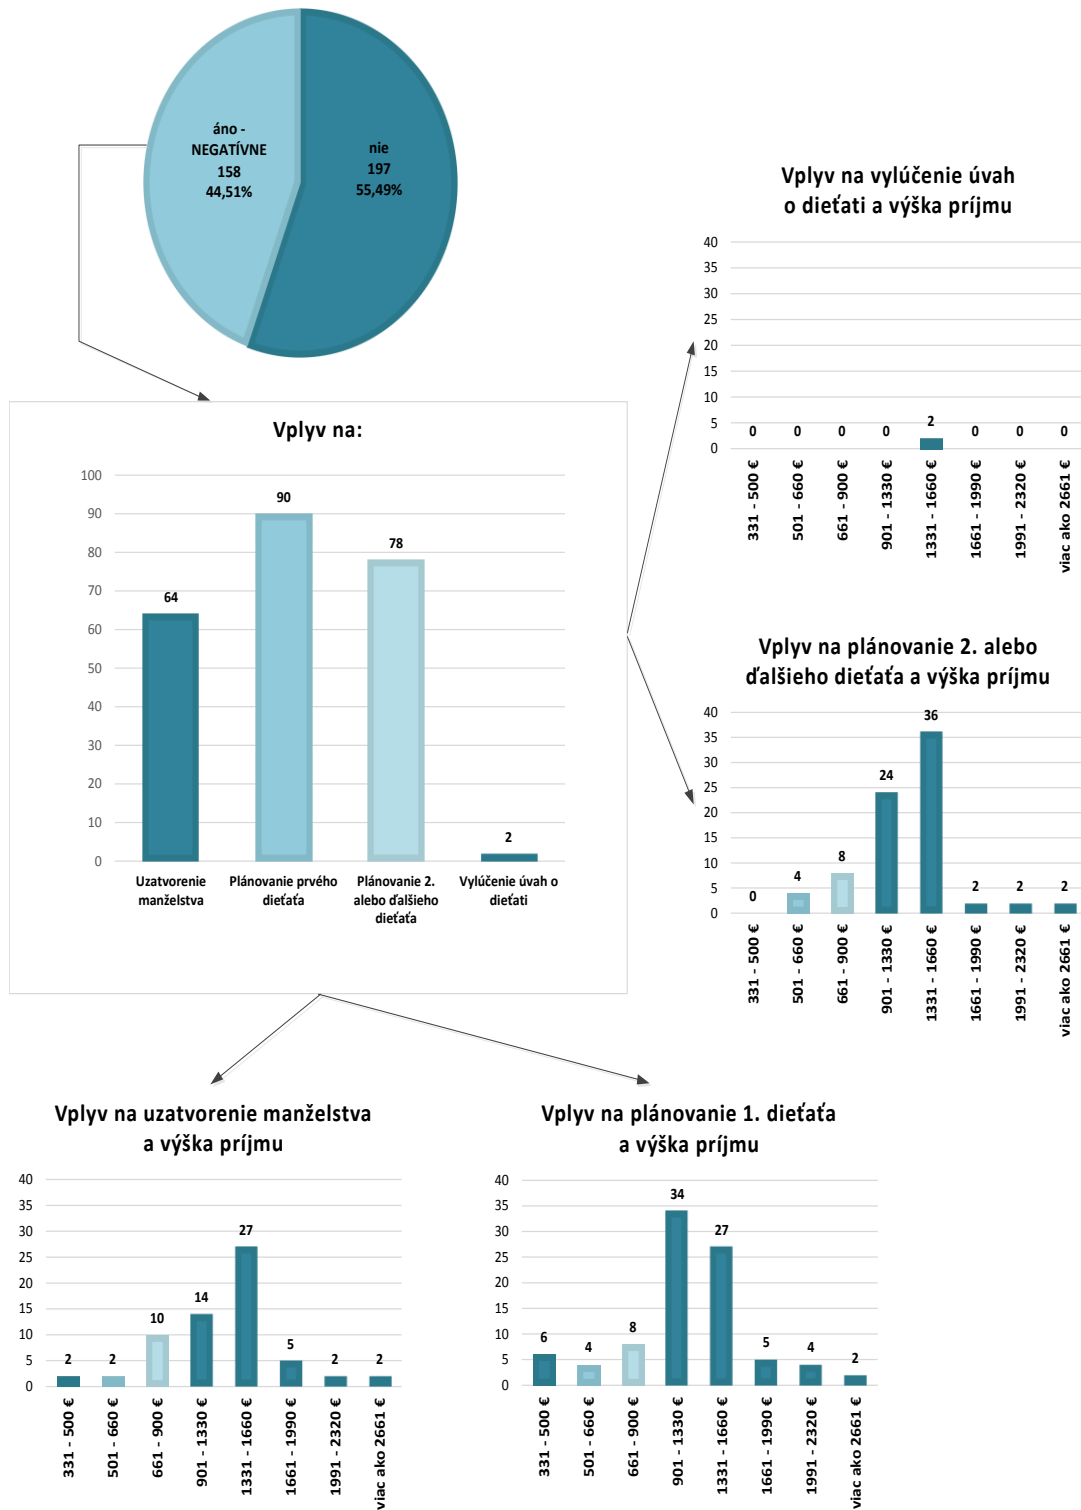 áno -
NEGATÍVNE
158
44,51%
nie
197
55,49%
Vplyv na:
100
90
80
70
60
50
40
30
20
10
0
64
90
78
2
Uzatvorenie
manželstva
Plánovanie prvého
dieťaťa
Plánovanie 2.
alebo ďalšieho
dieťaťa
Vylúčenie úvah o
dieťati
Vplyv na vylúčenie úvah
o dieťati a výška príjmu
40
35
30
25
20
15
10
5
0
0
0
0
0
2
0
0
0
331 - 500 €
501 - 660 €
661 - 900 €
901 - 1330 €
1331 - 1660 €
1661 - 1990 €
1991 - 2320 €
viac ako 2661 €
Vplyv na plánovanie 2. alebo
ďalšieho dieťaťa a výška príjmu
40
35
30
25
20
15
10
5
0
0
4
8
24
36
2
2
2
331 - 500 €
501 - 660 €
661 - 900 €
901 - 1330 €
1331 - 1660 €
1661 - 1990 €
1991 - 2320 €
viac ako 2661 €
Vplyv na uzatvorenie manželstva
a výška príjmu
40
35
30
25
20
15
10
5
0
2
2
10
14
27
5
2
2
331 - 500 €
501 - 660 €
661 - 900 €
901 - 1330 €
1331 - 1660 €
1661 - 1990 €
1991 - 2320 €
viac ako 2661 €
Vplyv na plánovanie 1. dieťaťa
a výška príjmu
40
35
30
25
20
15
10
5
0
6
4
8
34
27
5
4
2
331 - 500 €
501 - 660 €
661 - 900 €
901 - 1330 €
1331 - 1660 €
1661 - 1990 €
1991 - 2320 €
viac ako 2661 €